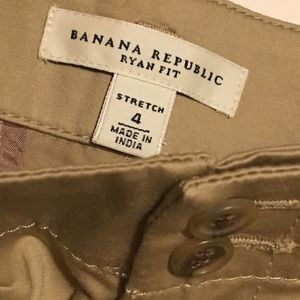 BANANA REPUBLIC
RYAN FIT
STRETCH
4
MADE IN
INDIA